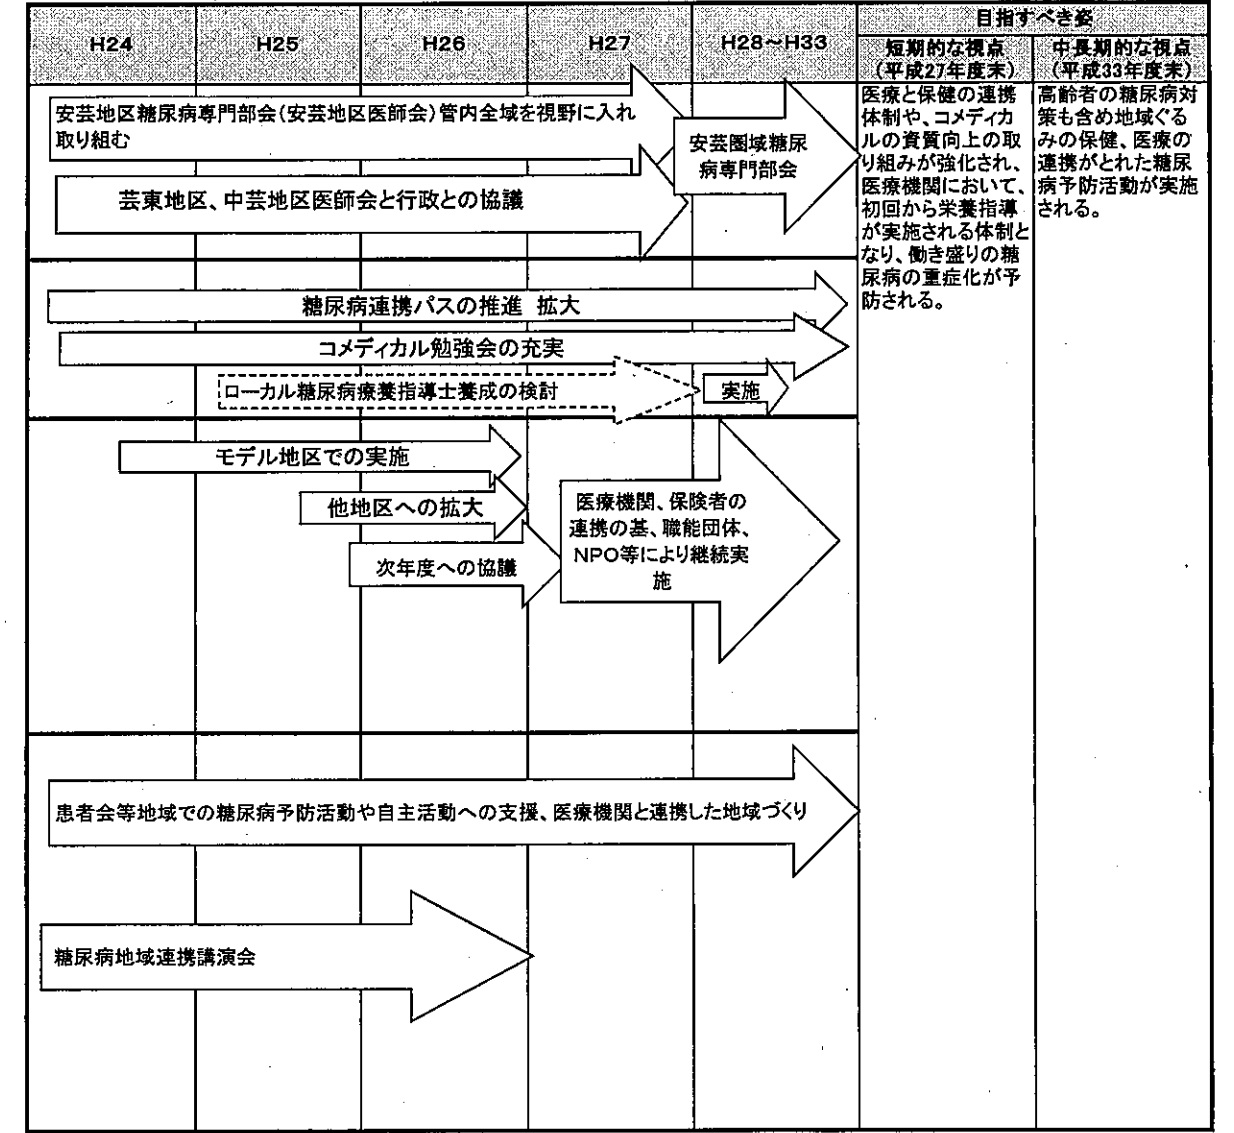 H24
H25
H26
H27
H28～H33
目指すべき姿
短期的な視点
（平成27年度末）
中長期的な視点
（平成33年度末）
安芸地区糖尿病専門部会（安芸地区医師会）管内全域を視野に入れ
取り組む
安芸圏域糖尿
病専門部会
芸東地区、中芸地区医師会と行政との協議
糖尿病連携パスの推進 拡大
コメディカル勉強会の充実
ローカル糖尿病療養指導士養成の検討
実施
モデル地区での実施
他地区への拡大
次年度への協議
医療機関、保険者の
連携の基、職能団体、
NPO等により継続実
施
患者会等地域での糖尿病予防活動や自主活動への支援、医療機関と連携した地域づくり
糖尿病地域連携講演会
医療と保健の連携
体制や、コメディカ
ルの資質向上の取
り組みが強化され、
医療機関において、
初回から栄養指導
が実施される体制と
なり、働き盛りの糖
尿病の重症化が予
防される。
高齢者の糖尿病対
策も含め地域ぐる
みの保健、医療の
連携がとれた糖尿
病予防活動が実施
される。